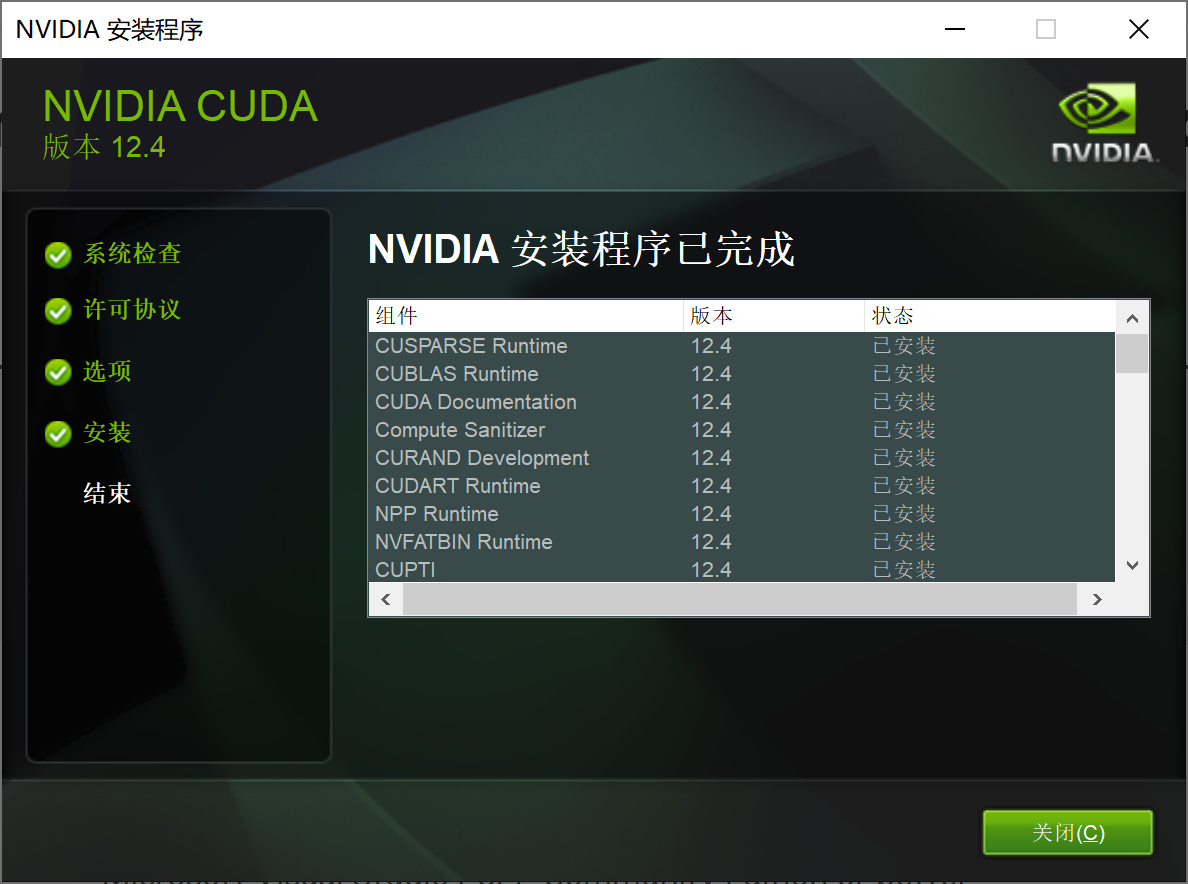 NVIDIA 安装程序
NVIDIA CUDA
版本 12.4
NVIDIA.
系统检查
许可协议
选项
安装
结束
NVIDIA 安装程序已完成
组件 版本 状态
CUSPARSE Runtime 12.4 已安装
CUBLAS Runtime 12.4 已安装
CUDA Documentation 12.4 已安装
Compute Sanitizer 12.4 已安装
CURAND Development 12.4 已安装
CUDART Runtime 12.4 已安装
NPP Runtime 12.4 已安装
NVFATBIN Runtime 12.4 已安装
CUPTI 12.4 已安装
关闭(C)